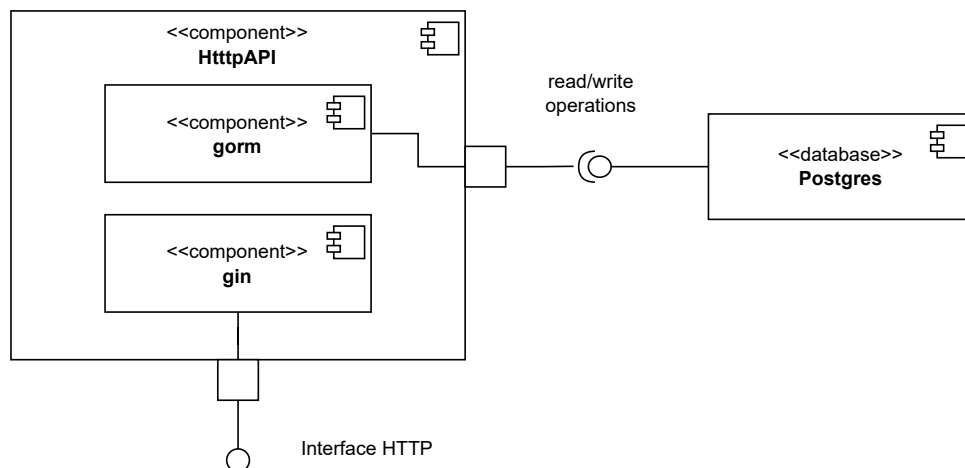 <<component>>
HtttpAPI
<<component>>
gorm
<<component>>
gin
read/write
operations
<<database>>
Postgres
Interface HTTP